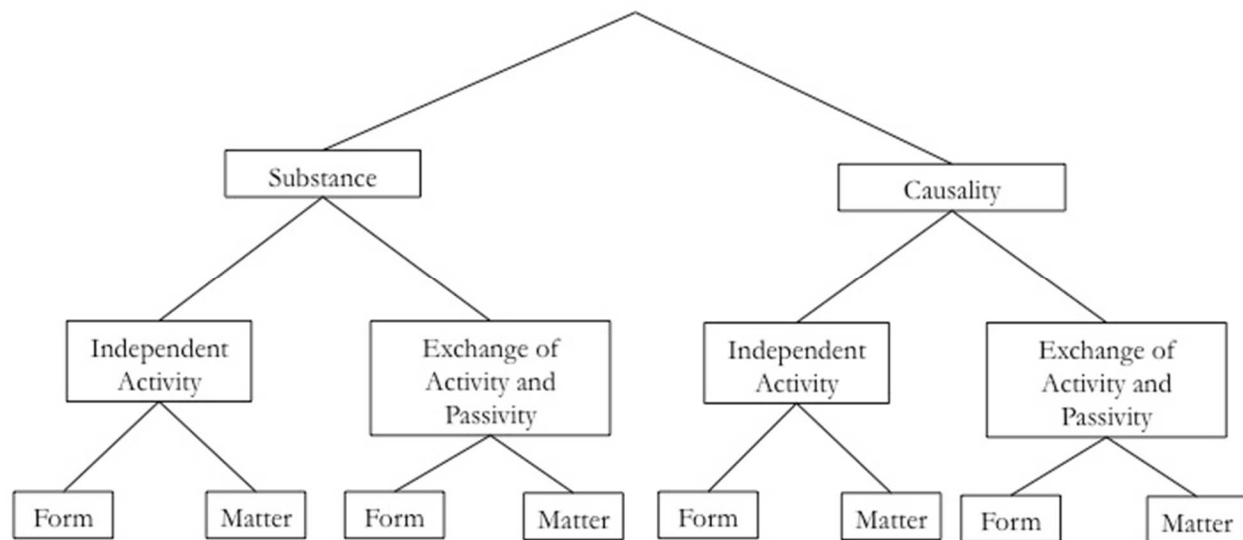 Substance
Causality
Independent
Activity
Exchange of
Activity and
Passivity
Independent
Activity
Exchange of
Activity and
Passivity
Form
Matter
Form
Matter
Form
Matter
Form
Matter